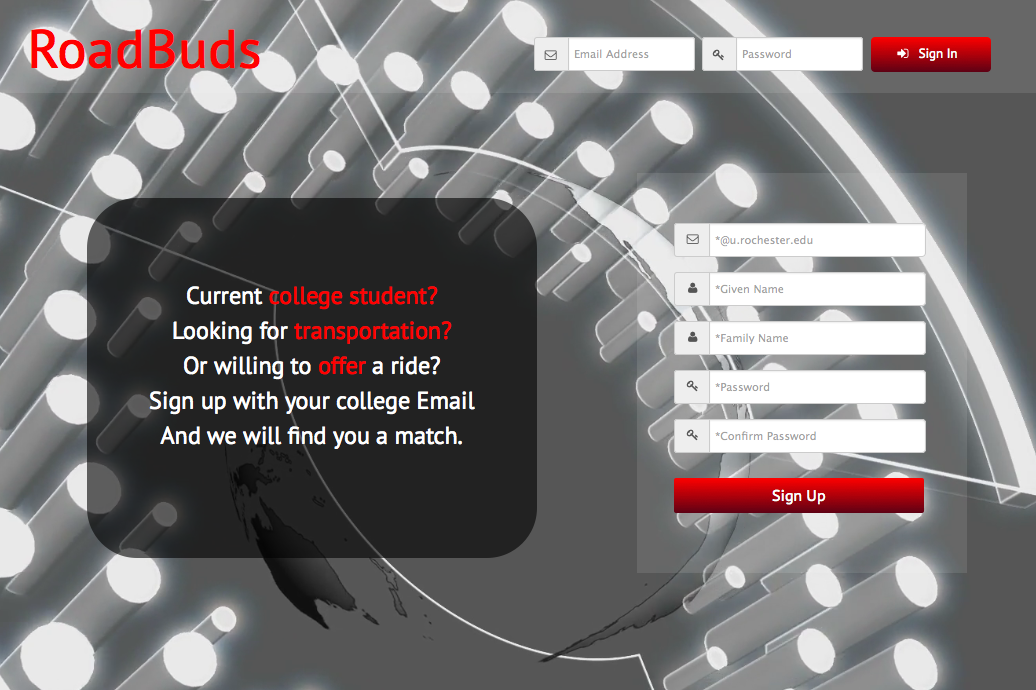 RoadBuds
Email Address
Password
Sign In
Current college student?
Looking for transportation?
Or willing to offer a ride?
Sign up with your college Email
And we will find you a match.
*@u.rochester.edu
*Given Name
*Family Name
*Password
*Confirm Password
Sign Up